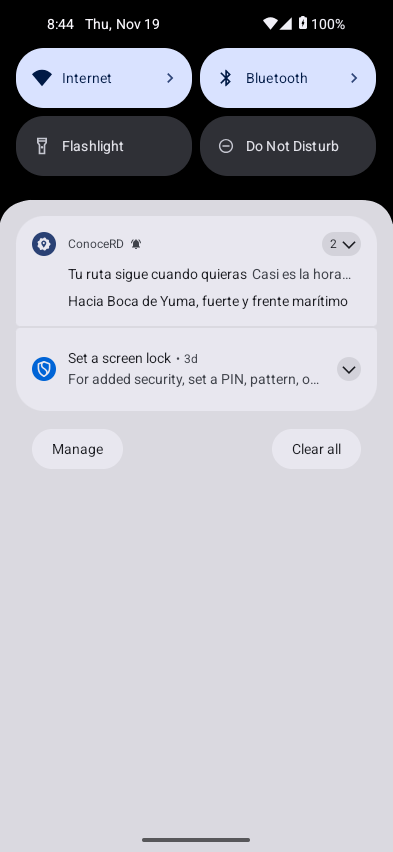 8:44 Thu, Nov 19 100%
Internet
Bluetooth
Flashlight
Do Not Disturb
ConoceRD 2
Tu ruta sigue cuando quieras Casi es la hora...
Hacia Boca de Yuma, fuerte y frente marítimo
Set a screen lock • 3d
For added security, set a PIN, pattern, o...
Manage
Clear all